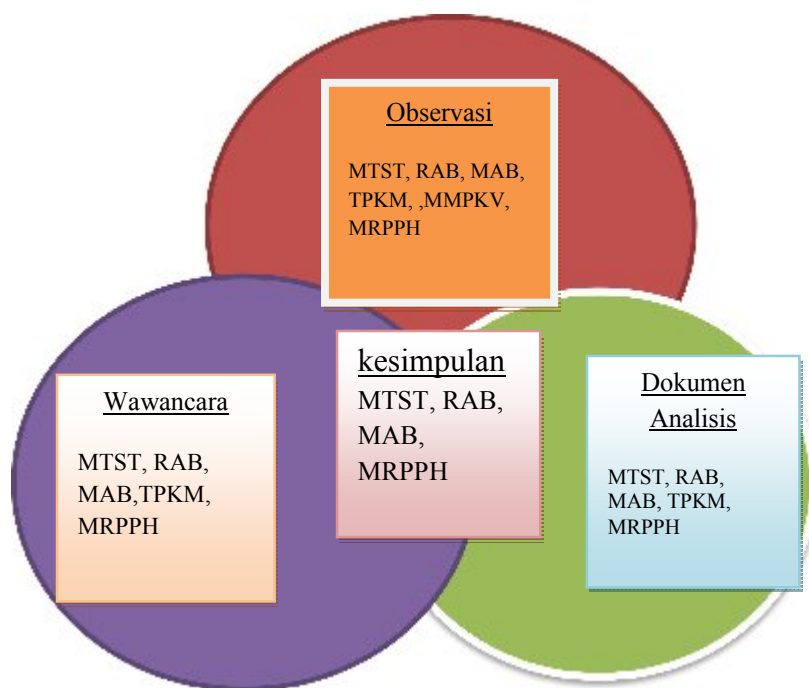 Observasi
MTST, RAB, MAB,
TPKM, ,MMPKV,
MRPPH
kesimpulan
MTST, RAB,
MAB,
MRPPH
Wawancara
MTST, RAB,
MAB,TPKM,
MRPPH
Dokumen
Analisis
MTST, RAB,
MAB, TPKM,
MRPPH